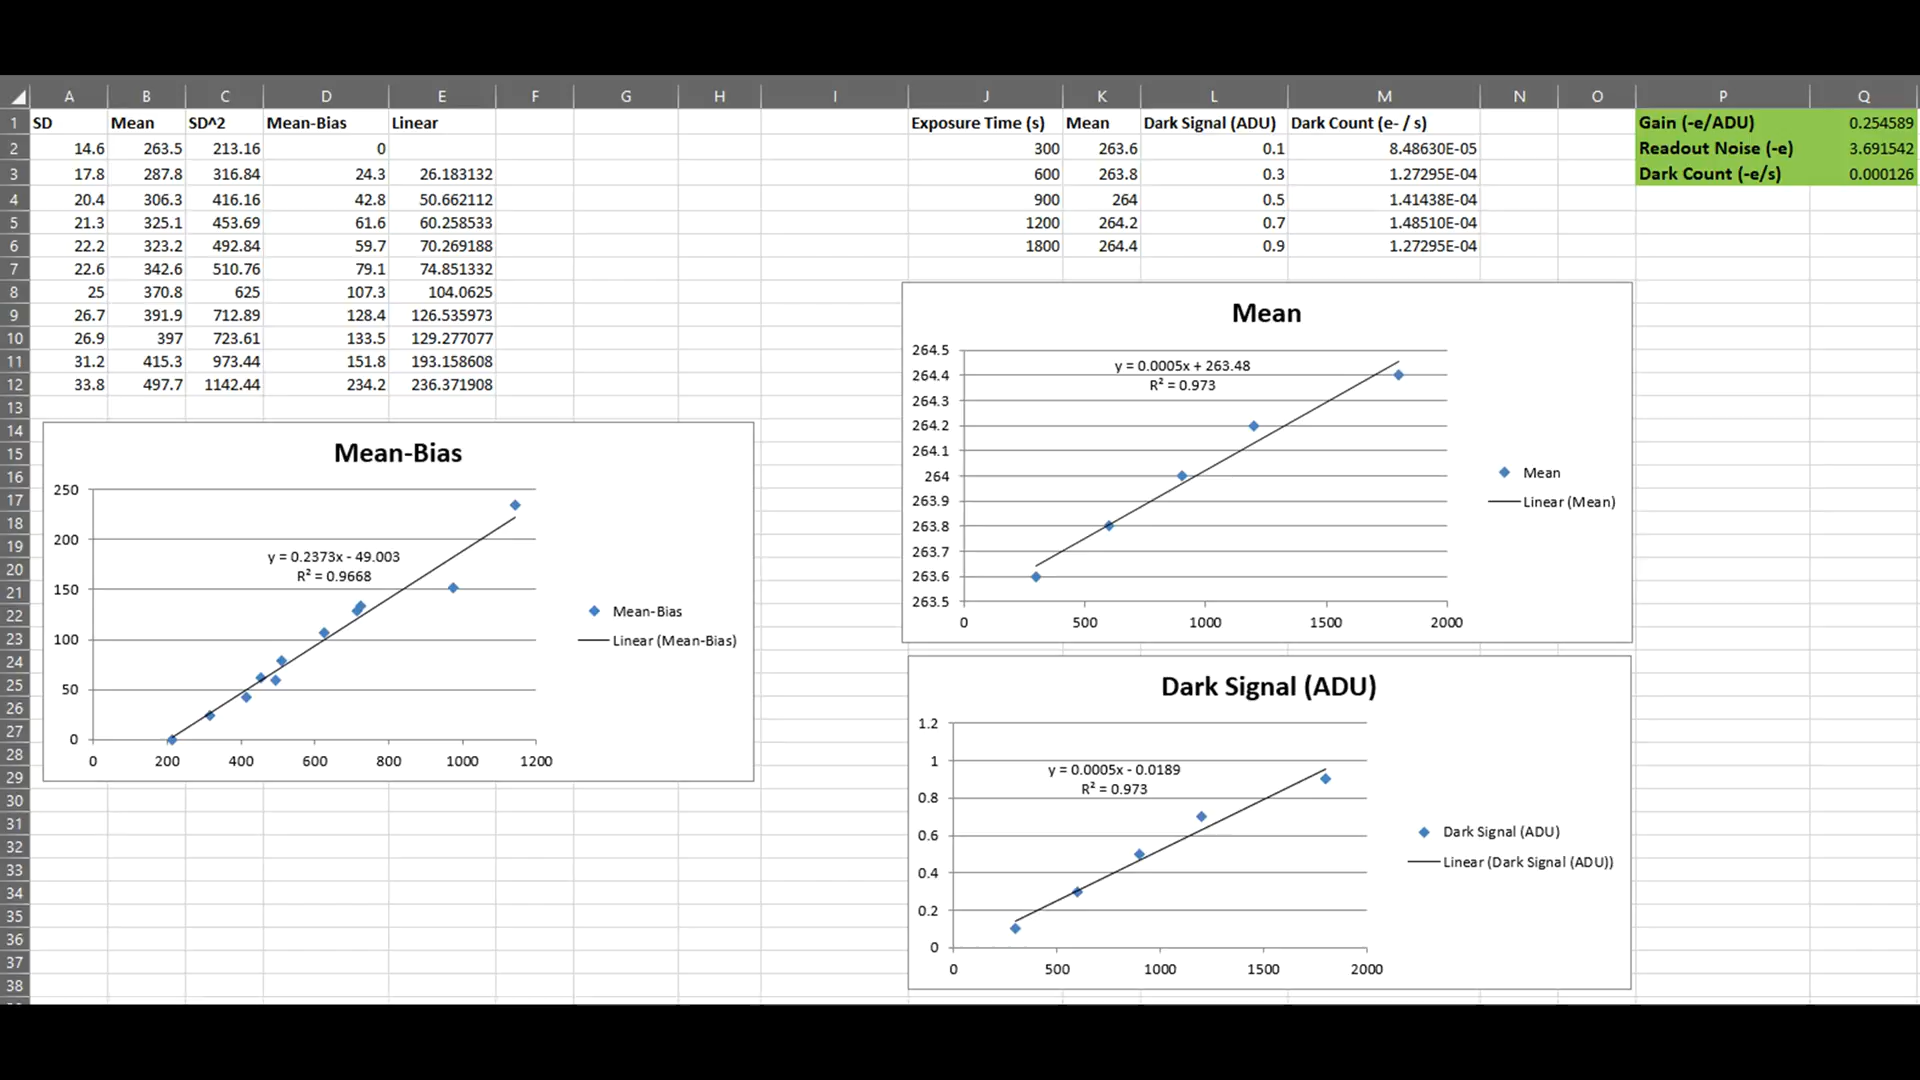 A B C D E F G H I J K L M N O P Q
1 SD Mean SD^2 Mean-Bias Linear Exposure Time (s) Mean Dark Signal (ADU) Dark Count (e- / s) Gain (-e/ADU) 0.254589
2 14.6 263.5 213.16 0 300 263.6 0.1 8.48630E-05 Readout Noise (-e) 3.691542
3 17.8 287.8 316.84 24.3 26.183132 600 263.8 0.3 1.27295E-04 Dark Count (-e/s) 0.000126
4 20.4 306.3 416.16 42.8 50.662112 900 264 0.5 1.41438E-04
5 21.3 325.1 453.69 61.6 60.258533 1200 264.2 0.7 1.48510E-04
6 22.2 323.2 492.84 59.7 70.269188 1800 264.4 0.9 1.27295E-04
7 22.6 342.6 510.76 79.1 74.851332
8 25 370.8 625 107.3 104.0625
9 26.7 391.9 712.89 128.4 126.535973
10 26.9 397 723.61 133.5 129.277077
11 31.2 415.3 973.44 151.8 193.158608
12 33.8 497.7 1142.44 234.2 236.371908
13
14
15
16
17
18
19
20
21
22
23
24
25
26
27
28
29
30
31
32
33
34
35
36
37
38
Mean-Bias
250
200
150
100
50
0
y = 0.2373x - 49.003
R² = 0.9668
0 200 400 600 800 1000 1200
Mean-Bias
Linear (Mean-Bias)
Mean
264.5
264.4
264.3
264.2
264.1
264
263.9
263.8
263.7
263.6
263.5
y = 0.0005x + 263.48
R² = 0.973
0 500 1000 1500 2000
Mean
Linear (Mean)
Dark Signal (ADU)
1.2
1
0.8
0.6
0.4
0.2
0
y = 0.0005x - 0.0189
R² = 0.973
0 500 1000 1500 2000
Dark Signal (ADU)
Linear (Dark Signal (ADU))